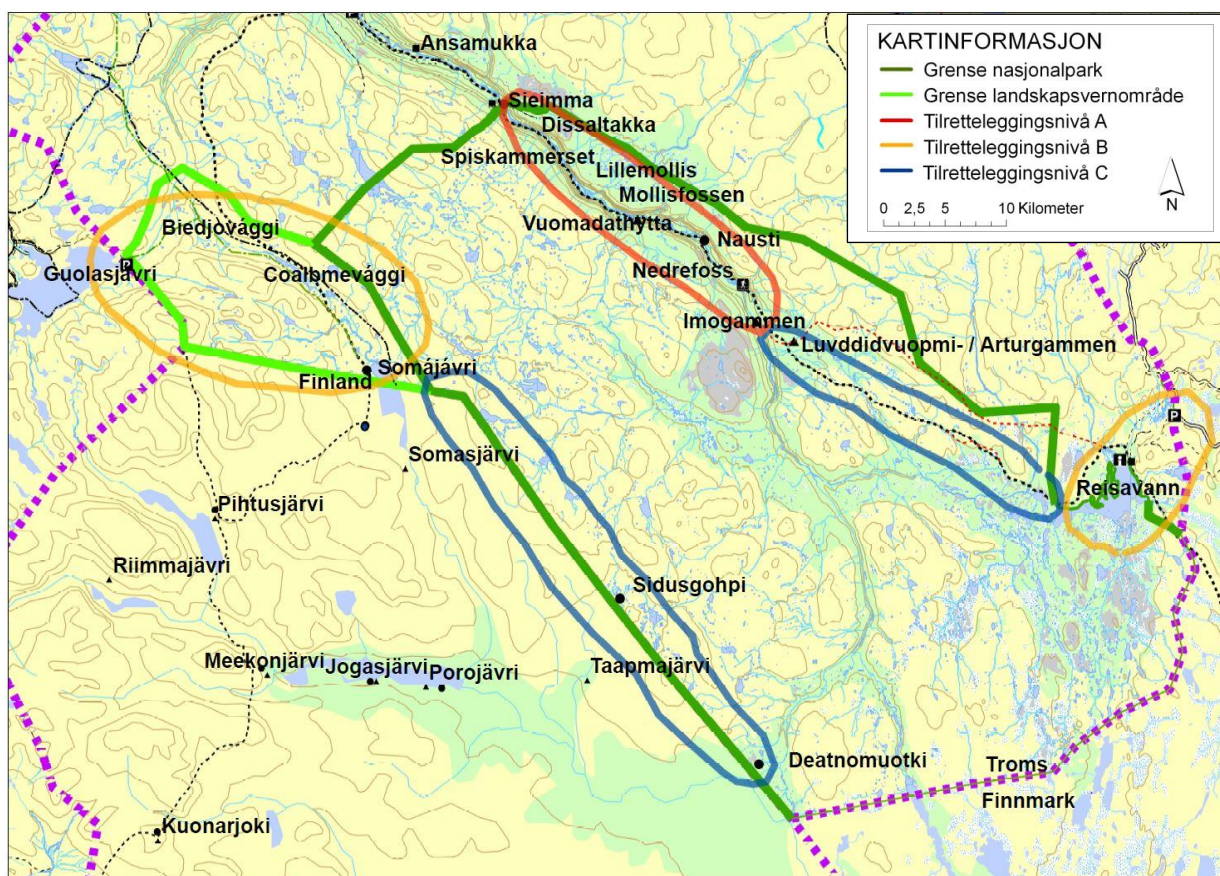 KARTINFORMASJON
Grense nasjonalpark
Grense landskapsvernområde
Tilretteleggingsnivå A
Tilretteleggingsnivå B
Tilretteleggingsnivå C
0 2,5 5 10 Kilometer
N
Ansamukka
Sieimma
Dissaltakka
Spiskammerset
Lillemollis
Mollisfossen
Vuomadathytta
Biedjovággi
Nausti
Guolasjávri
P
Coalbmevággi
Nedrefoss
Imogammen
Luvddidvuopmi- / Arturgammen
Somájávri
Finland
P
Somasjärvi
Reisavann
Pihtusjärvi
Riimmajävri
Sidusgohpi
Meekonjärvi
Jogasjärvi
Porojävri
Taapmajärvi
Deatnomuotki
Troms
Finnmark
Kuonarjoki